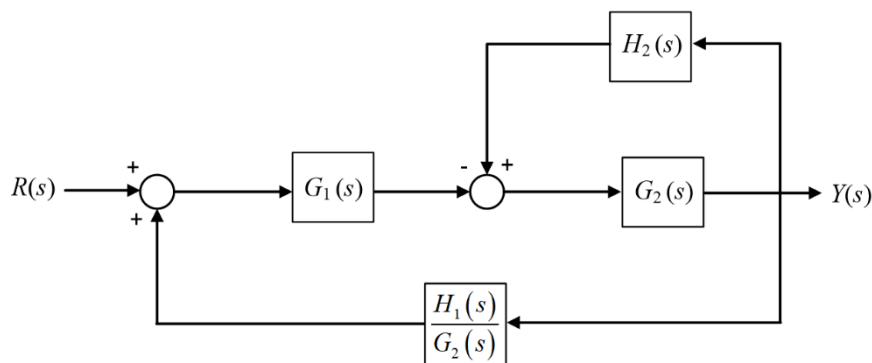 H₂(s)
+
- +
R(s)
G₁(s)
G₂(s)
Y(s)
+
H₁(s)
G₂(s)